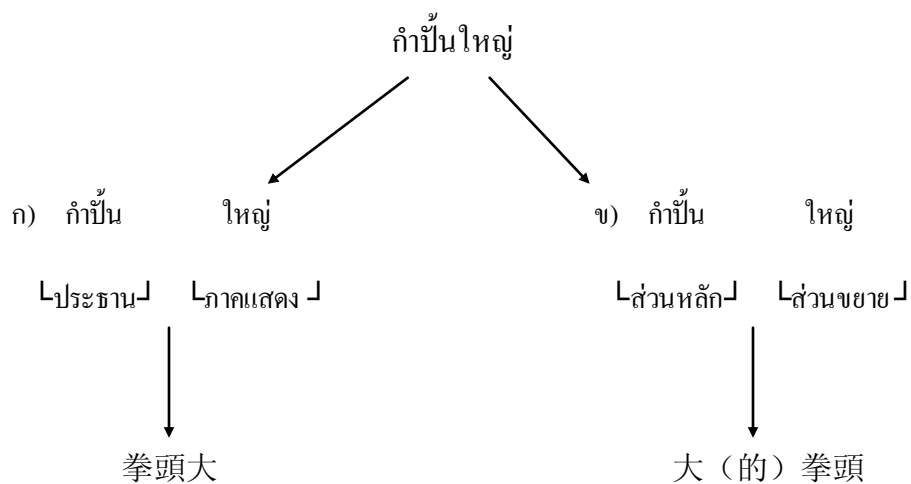 กำปั้นใหญ่
ก) กำปั้น ใหญ่ ข) กำปั้น ใหญ่
ประธาน ภาคแสดง ส่วนหลัก ส่วนขยาย
拳頭大 大（的）拳頭